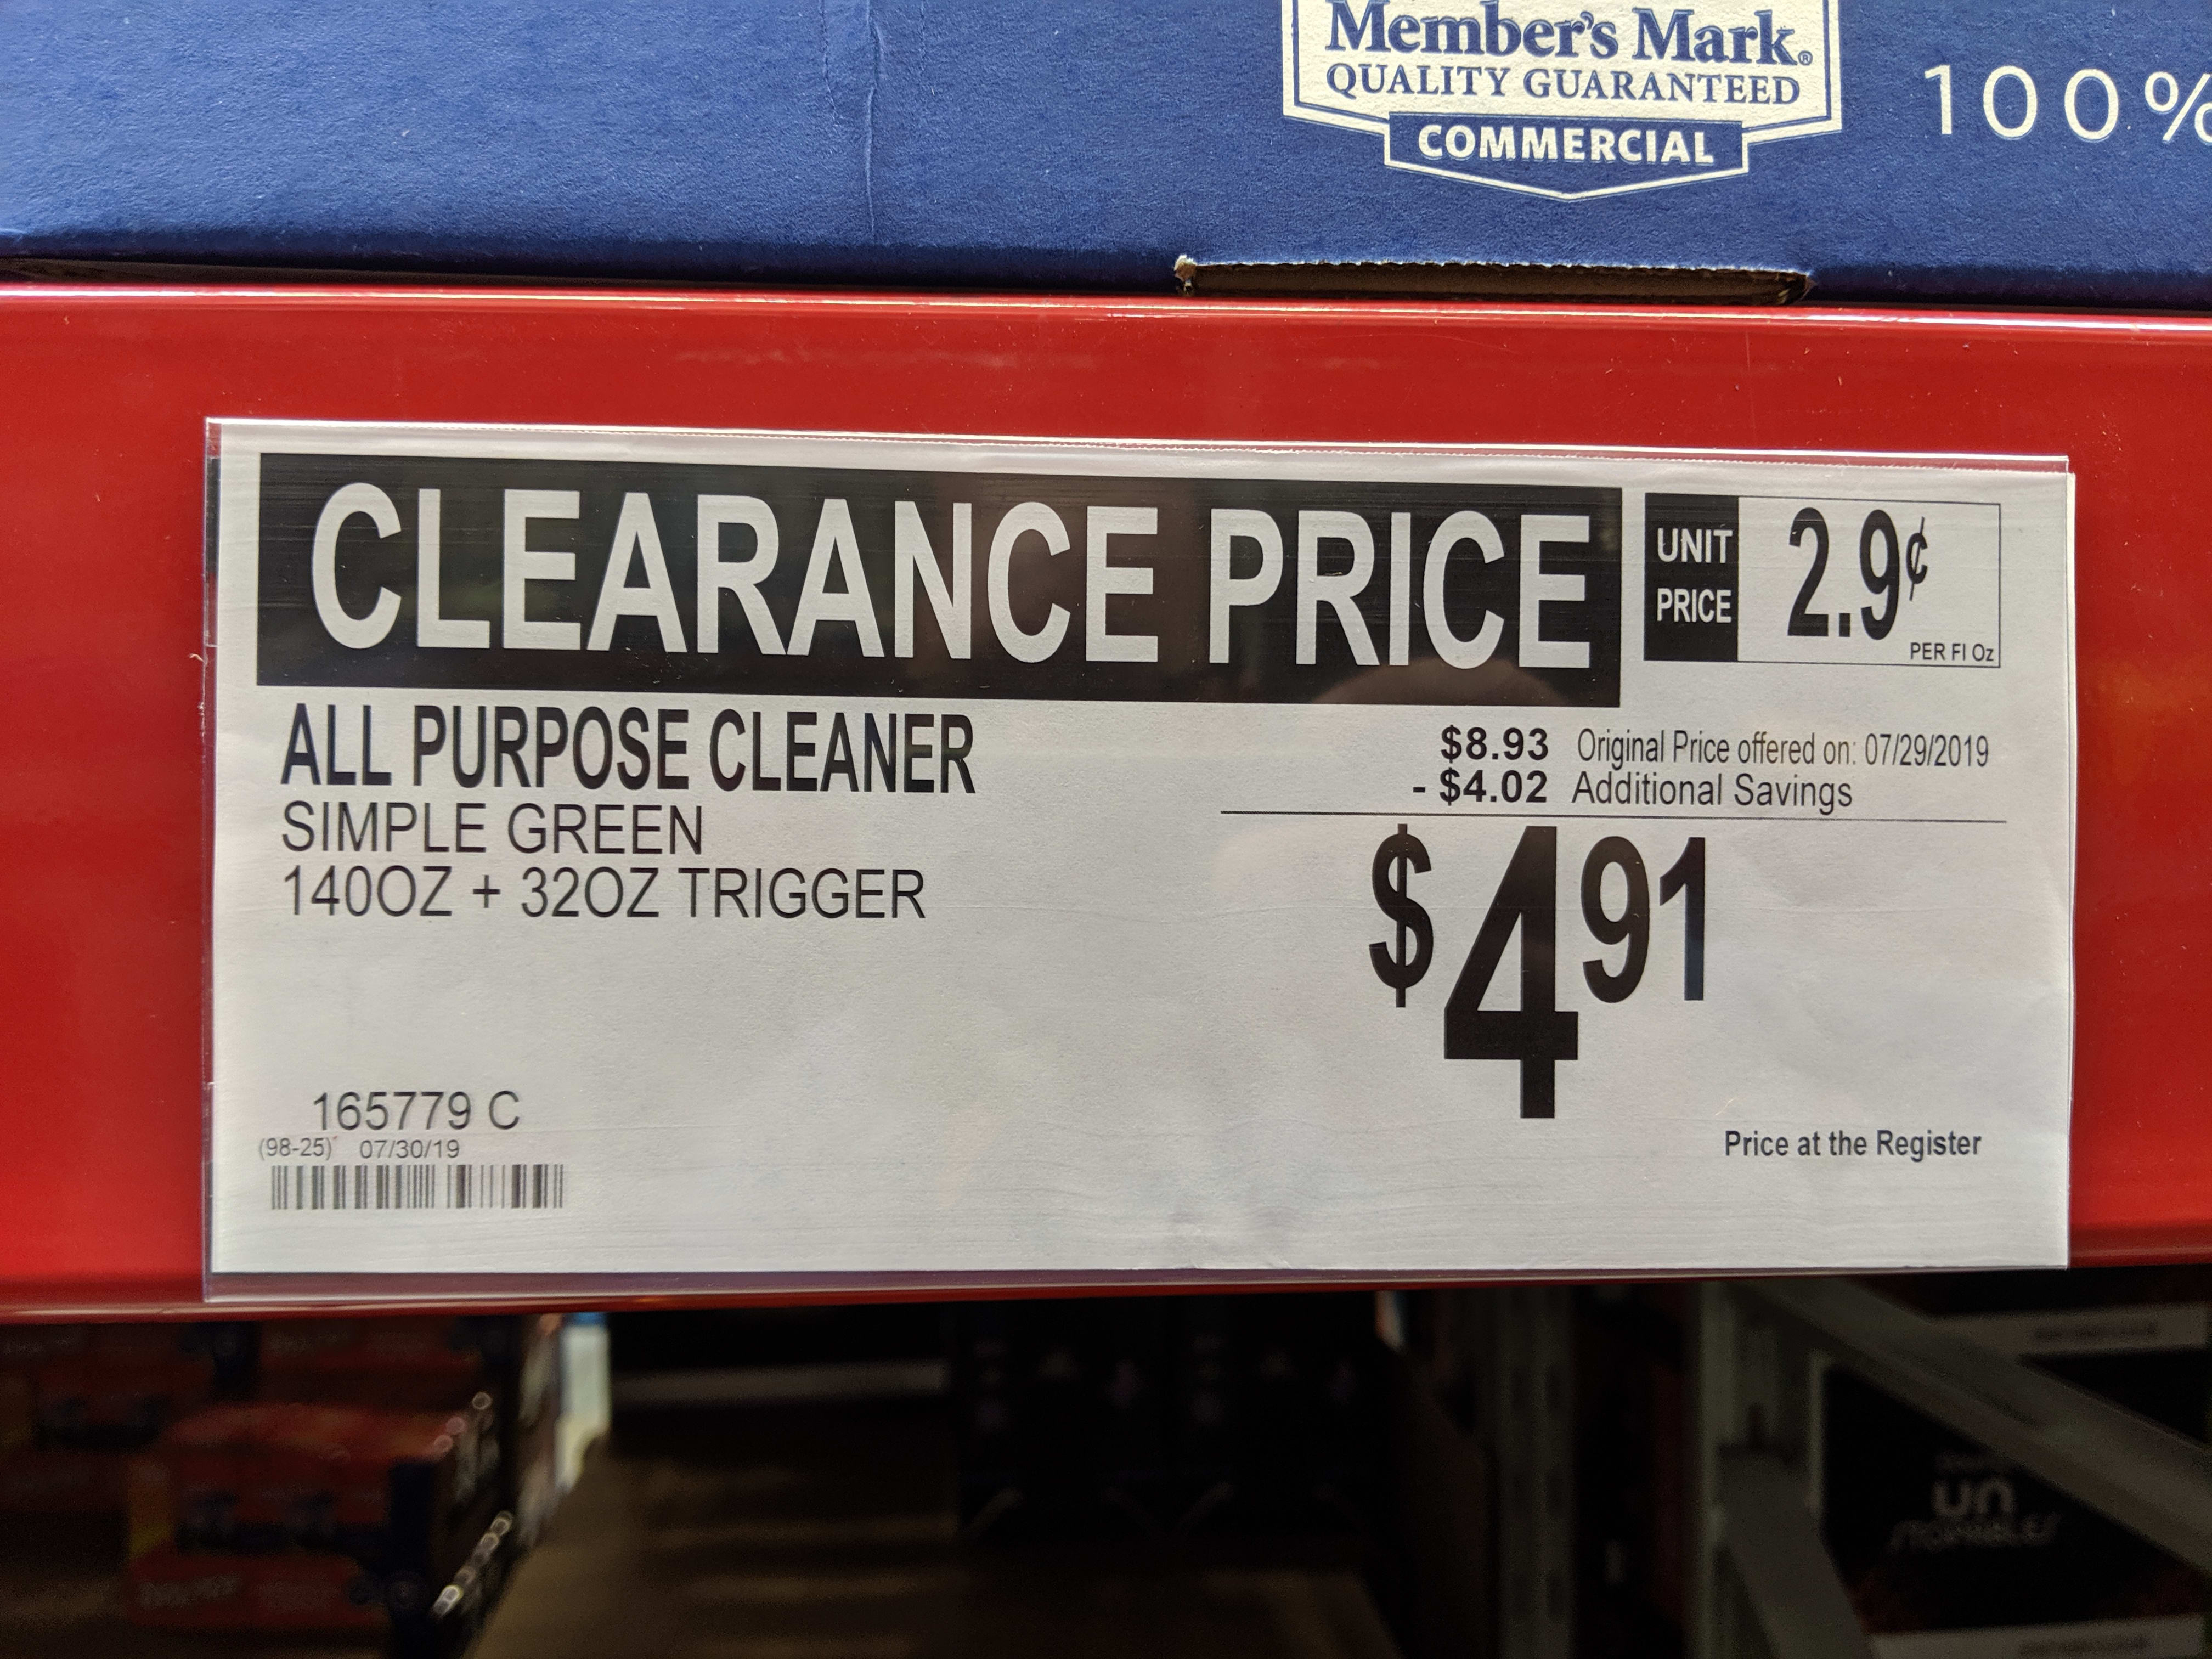 Member's Mark®
QUALITY GUARANTEED
COMMERCIAL
100%
CLEARANCE PRICE
UNIT PRICE
2.9¢
PER Fl Oz
ALL PURPOSE CLEANER
SIMPLE GREEN
140OZ + 32OZ TRIGGER
$8.93 Original Price offered on: 07/29/2019
- $4.02 Additional Savings
$4 91
165779 C
(98-25) 07/30/19
Price at the Register
un